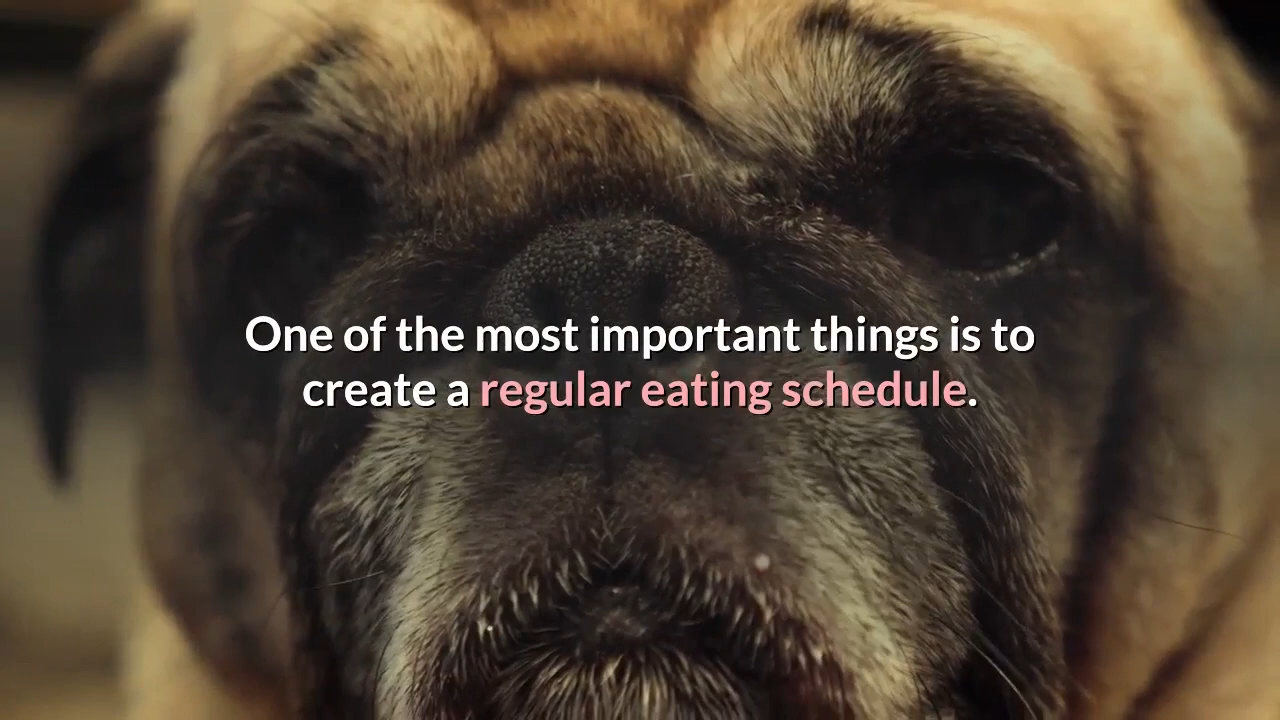 One of the most important things is to
create a regular eating schedule.